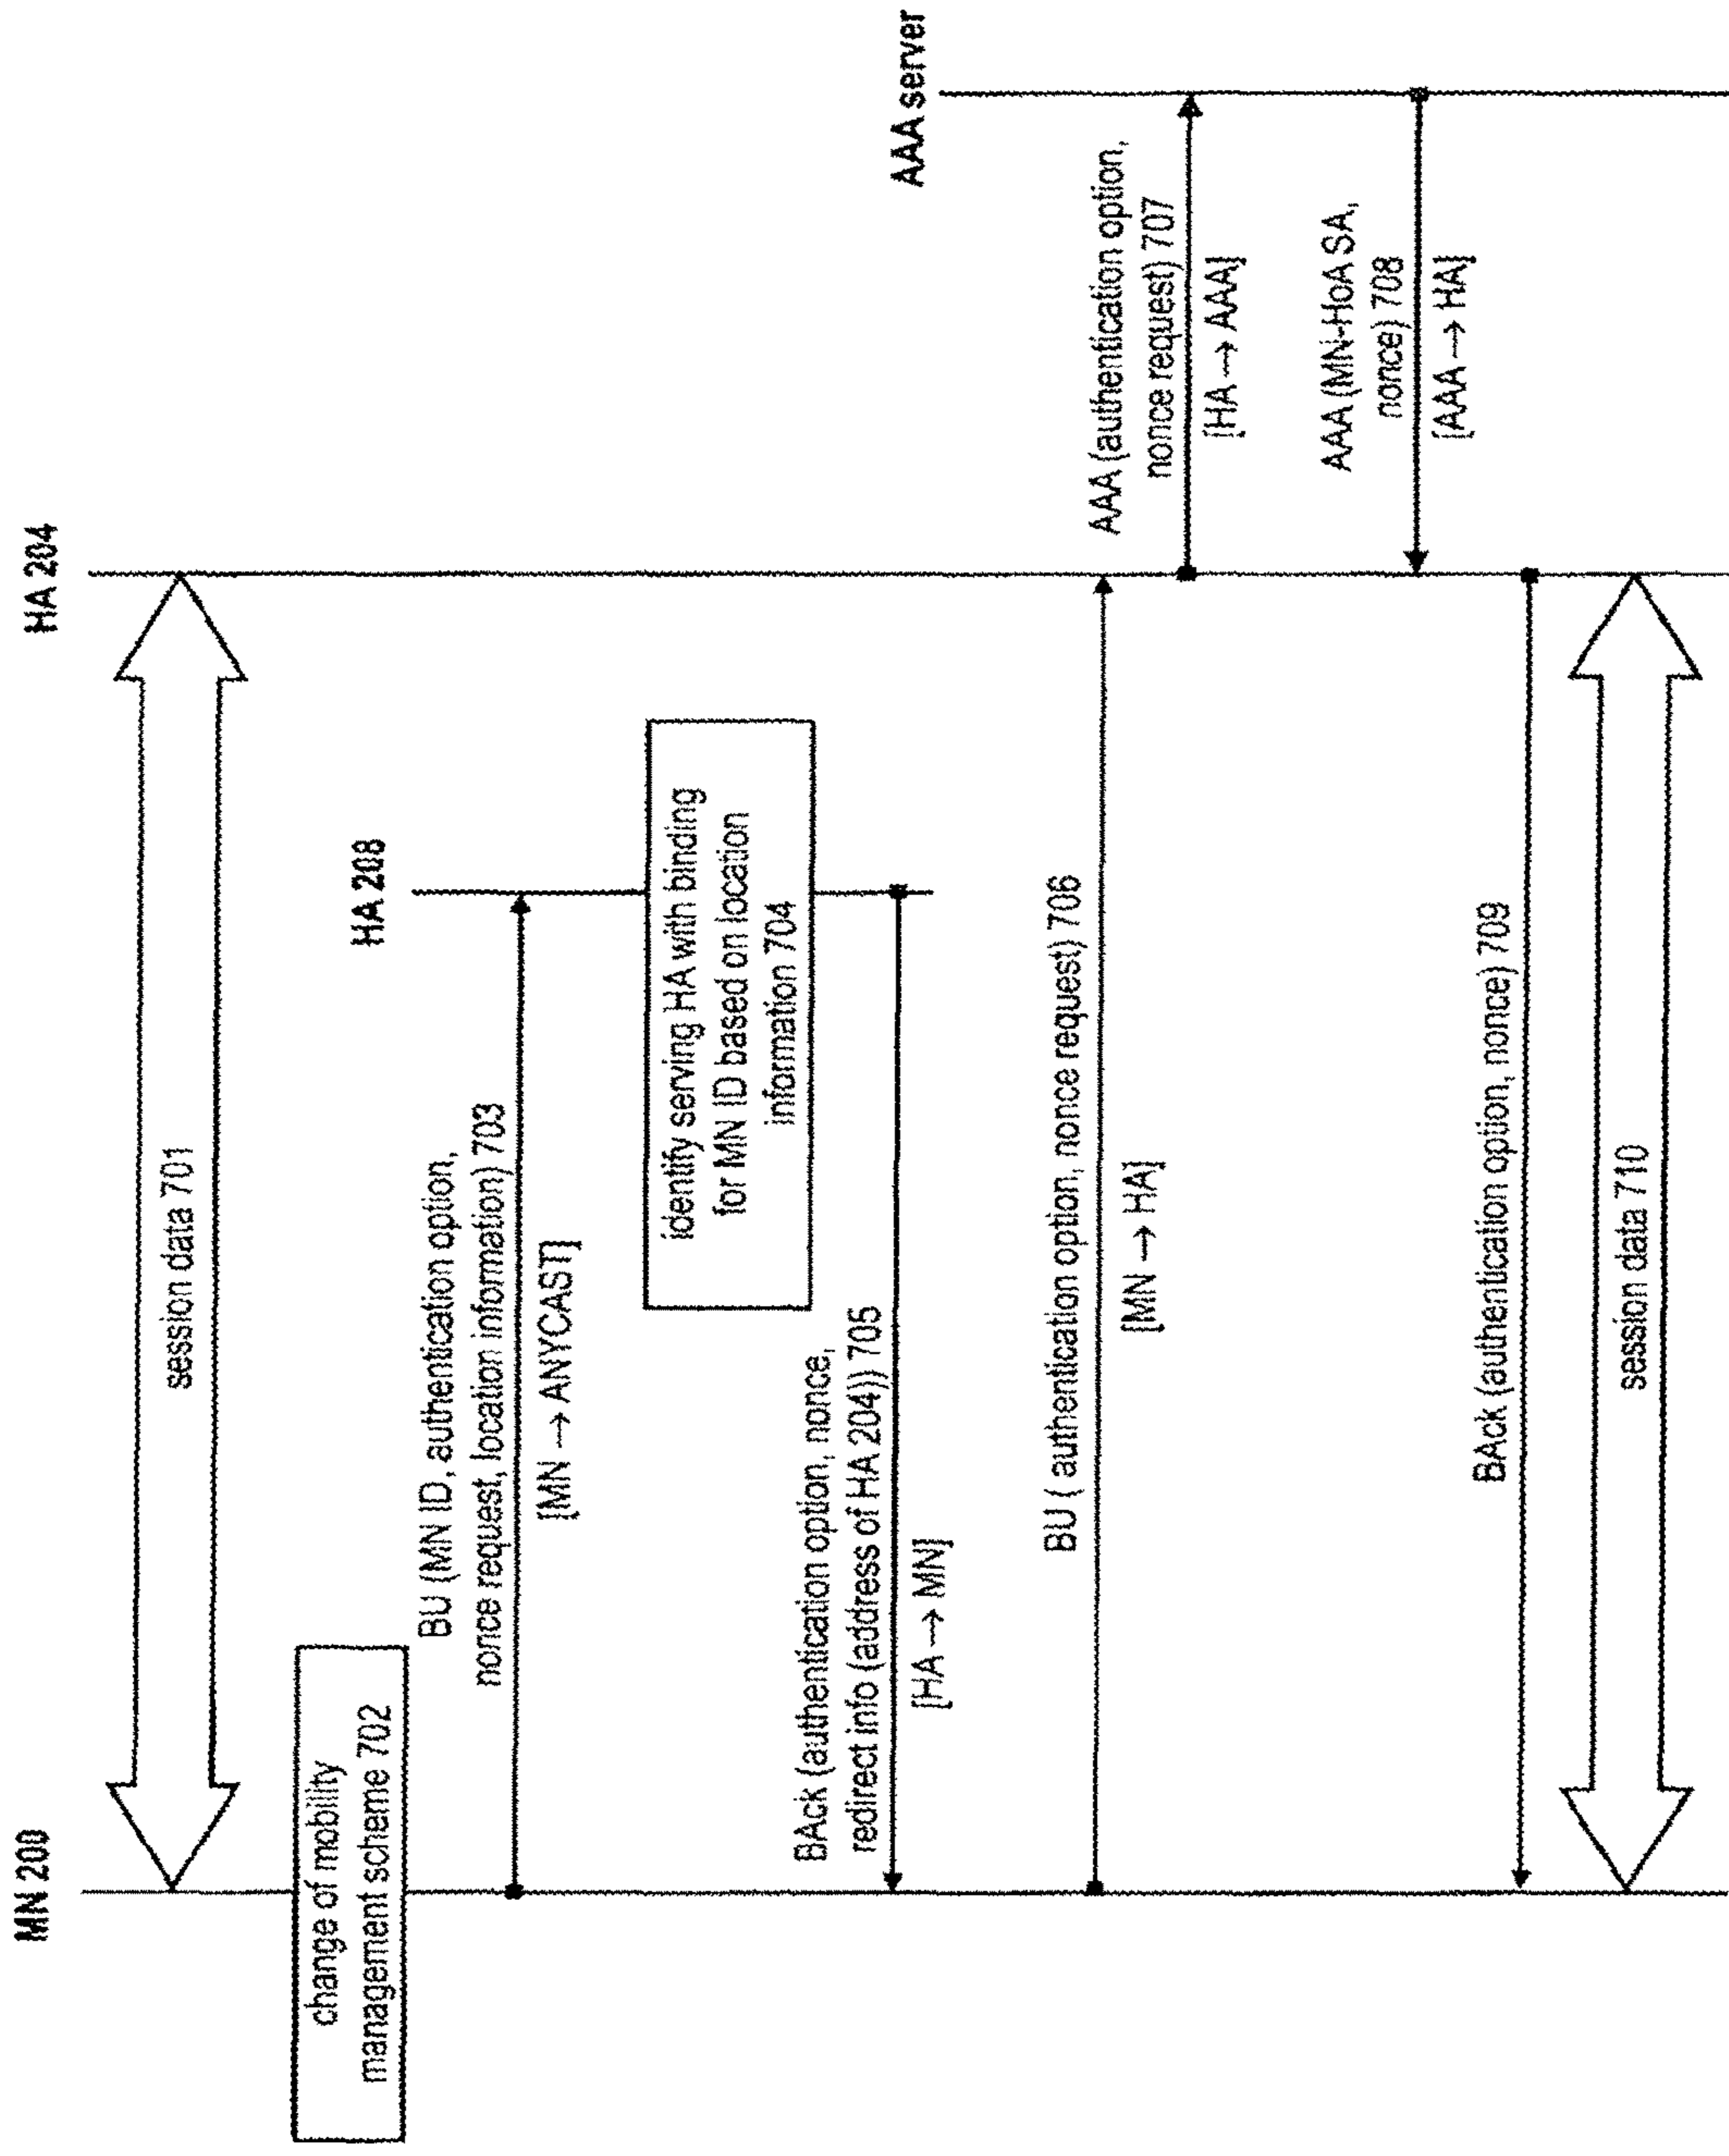 MN 200
HA 204
session data 701
change of mobility
management scheme 702
HA 208
BU (MN ID, authentication option,
nonce request, location information) 703
[MN → ANYCAST]
identify serving HA with binding
for MN ID based on location
information 704
BAck (authentication option, nonce,
redirect info (address of HA 204)) 705
[HA → MN]
AAA server
BU ( authentication option, nonce request) 706
[MN → HA]
AAA (authentication option,
nonce request) 707
[HA → AAA]
AAA (MN-HoA SA,
nonce) 708
[AAA → HA]
BAck (authentication option, nonce) 709
session data 710